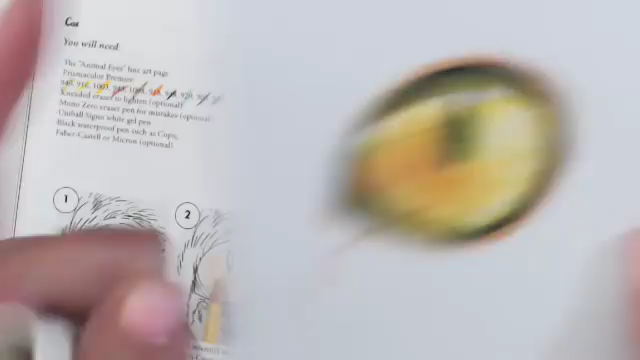 Cat
You will need:
The "Animal Eyes" line art page
Prismacolor Premier:
Kneaded eraser to lighten (optional)
Mono Zero eraser pen for mistakes (optional)
Uniball Signo white gel pen
Black waterproof pen such as Copic,
Faber-Castell or Micron (optional)
1
2